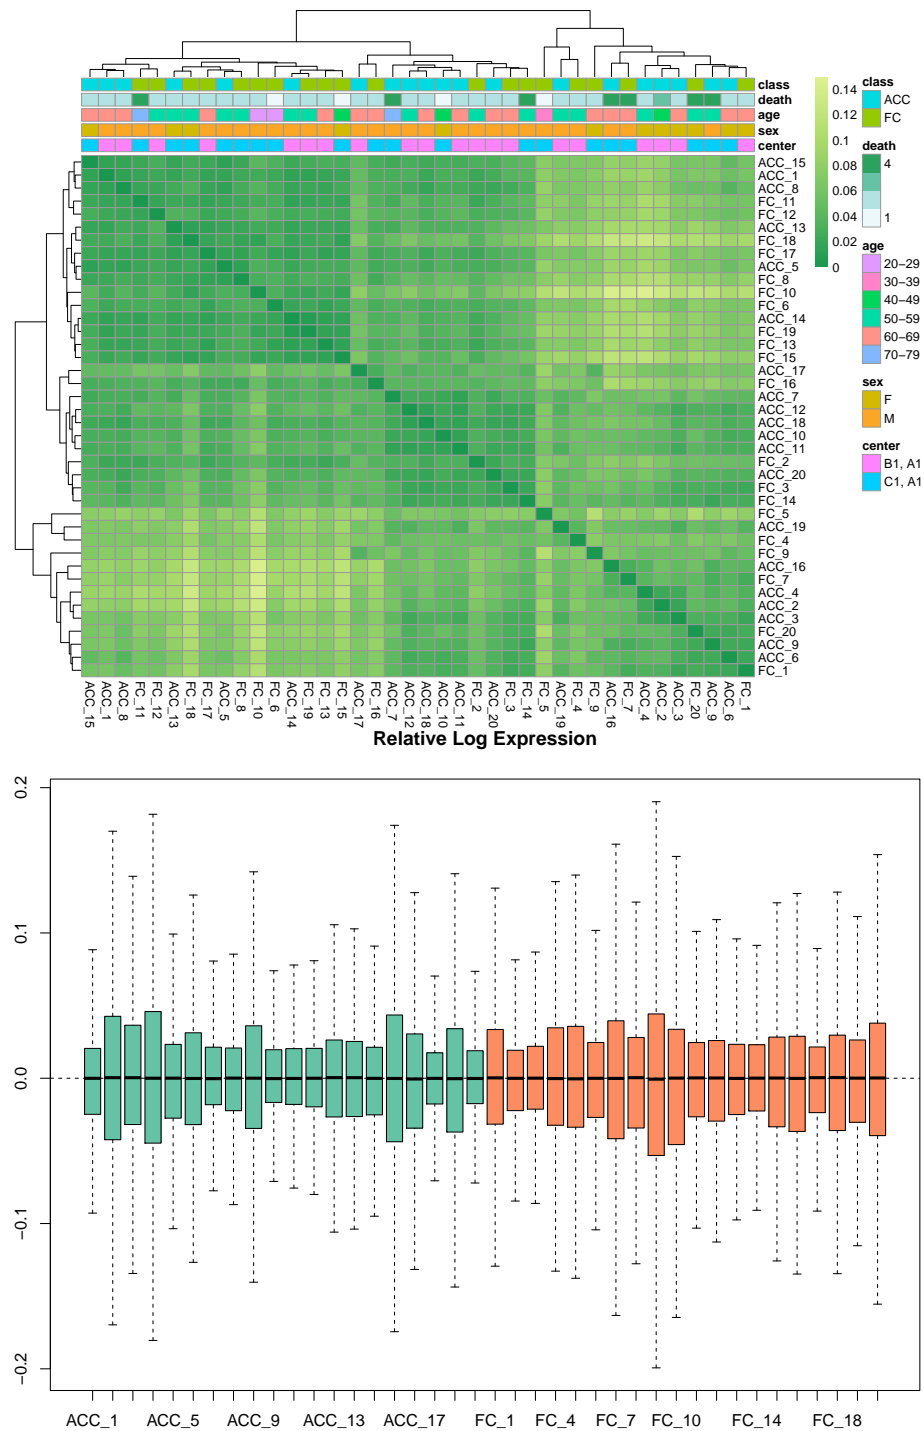 class
death
age
sex
center
ACC_15
ACC_1
ACC_8
FC_11
FC_12
ACC_13
FC_18
FC_17
ACC_5
FC_8
FC_10
FC_6
ACC_14
FC_19
FC_13
FC_15
ACC_17
FC_16
ACC_7
ACC_12
ACC_18
ACC_10
ACC_11
FC_2
ACC_20
FC_3
FC_14
FC_5
ACC_19
FC_4
FC_9
ACC_16
FC_7
ACC_4
ACC_2
ACC_3
FC_20
ACC_9
ACC_6
FC_1
0.14
0.12
0.1
0.08
0.06
0.04
0.02
0
class
ACC
FC
death
4
1
age
20-29
30-39
40-49
50-59
60-69
70-79
sex
F
M
center
B1, A1
C1, A1
ACC_15 ACC_1 ACC_8 FC_11 FC_12 ACC_13 FC_18 FC_17 ACC_5 FC_8 FC_10 FC_6 ACC_14 FC_19 FC_13 FC_15 ACC_17 FC_16 ACC_7 ACC_12 ACC_18 ACC_10 ACC_11 FC_2 ACC_20 FC_3 FC_14 FC_5 ACC_19 FC_4 FC_9 ACC_16 FC_7 ACC_4 ACC_2 ACC_3 FC_20 ACC_9 ACC_6 FC_1
Relative Log Expression
0.2
0.1
0.0
-0.1
-0.2
ACC_1 ACC_5 ACC_9 ACC_13 ACC_17 FC_1 FC_4 FC_7 FC_10 FC_14 FC_18